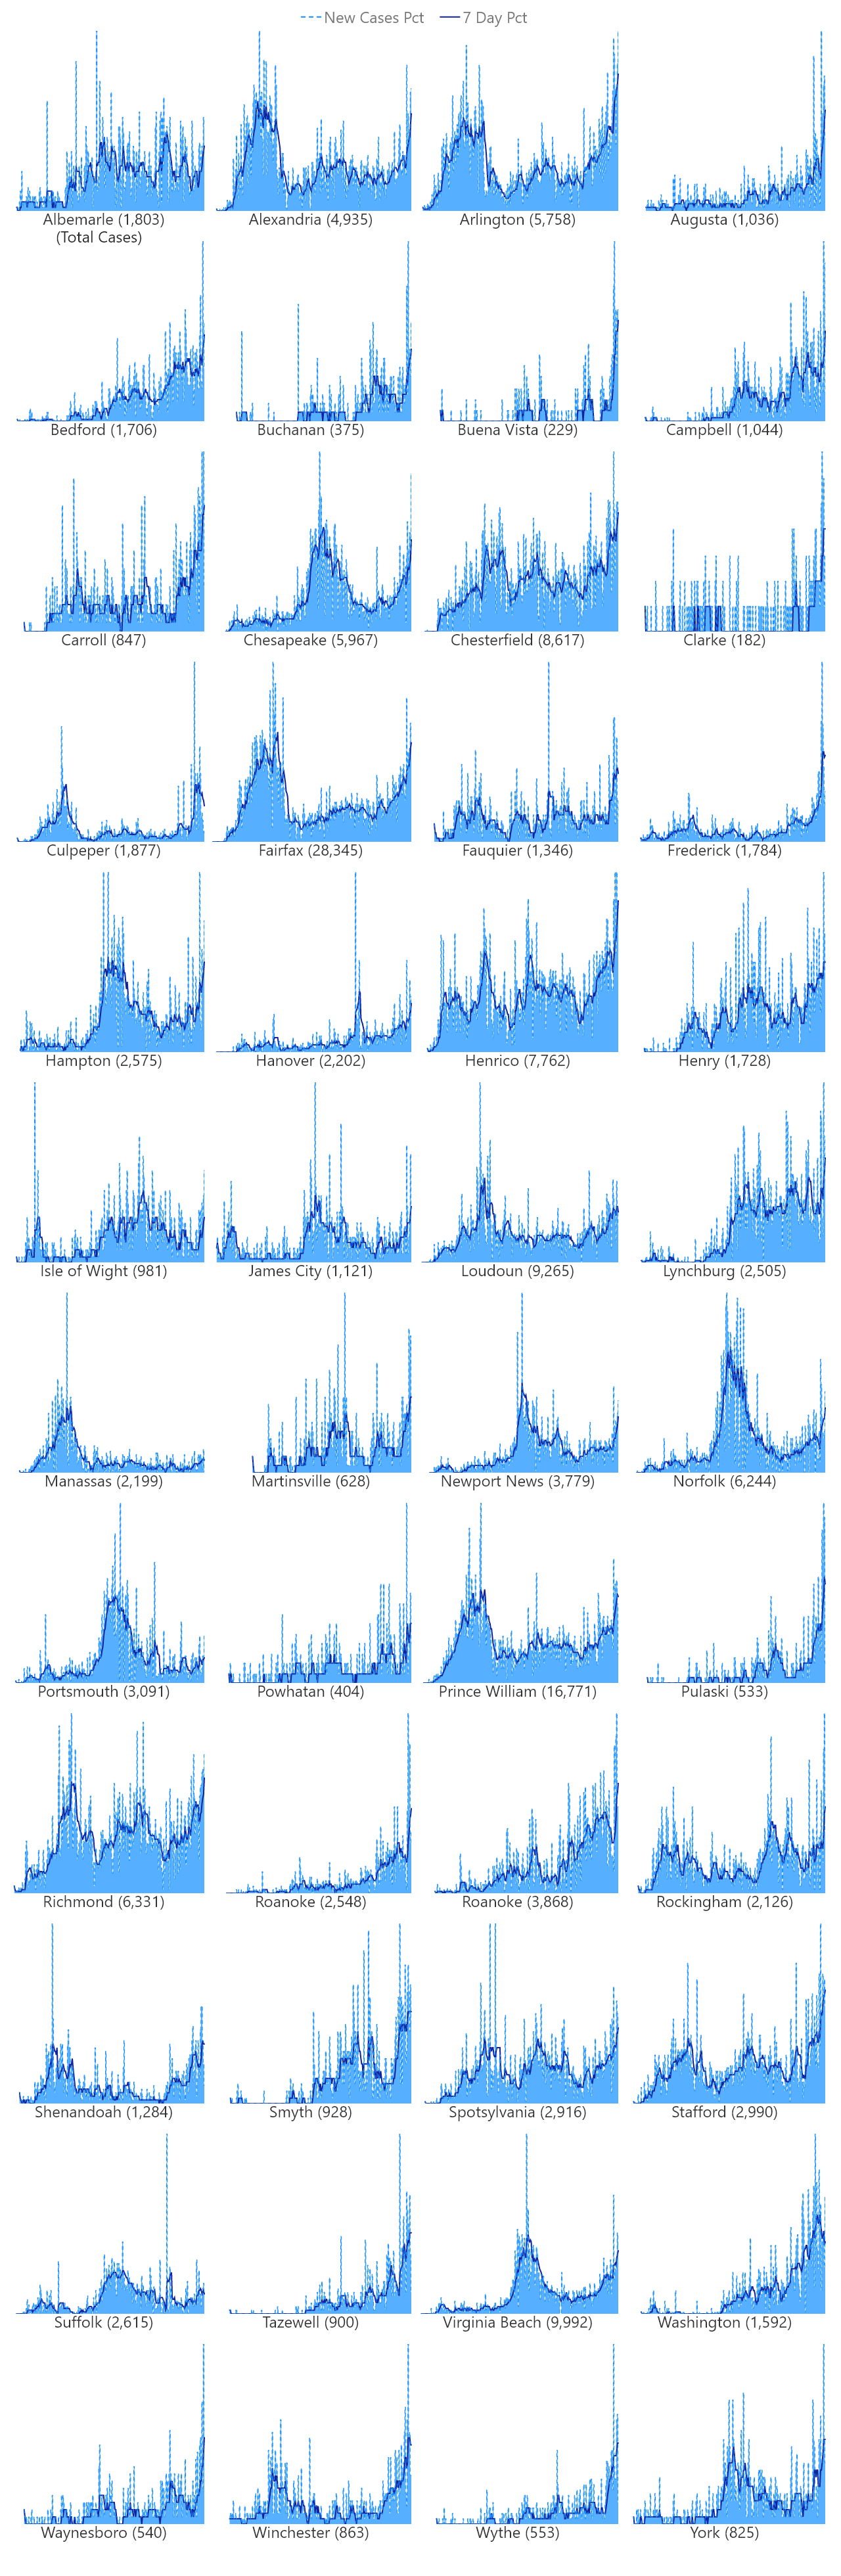 New Cases Pct 7 Day Pct
Albemarle (1,803) Alexandria (4,935) Arlington (5,758) Augusta (1,036)
(Total Cases)
Bedford (1,706) Buchanan (375) Buena Vista (229) Campbell (1,044)
Carroll (847) Chesapeake (5,967) Chesterfield (8,617) Clarke (182)
Culpeper (1,877) Fairfax (28,345) Fauquier (1,346) Frederick (1,784)
Hampton (2,575) Hanover (2,202) Henrico (7,762) Henry (1,728)
Isle of Wight (981) James City (1,121) Loudoun (9,265) Lynchburg (2,505)
Manassas (2,199) Martinsville (628) Newport News (3,779) Norfolk (6,244)
Portsmouth (3,091) Powhatan (404) Prince William (16,771) Pulaski (533)
Richmond (6,331) Roanoke (2,548) Roanoke (3,868) Rockingham (2,126)
Shenandoah (1,284) Smyth (928) Spotsylvania (2,916) Stafford (2,990)
Suffolk (2,615) Tazewell (900) Virginia Beach (9,992) Washington (1,592)
Waynesboro (540) Winchester (863) Wythe (553) York (825)